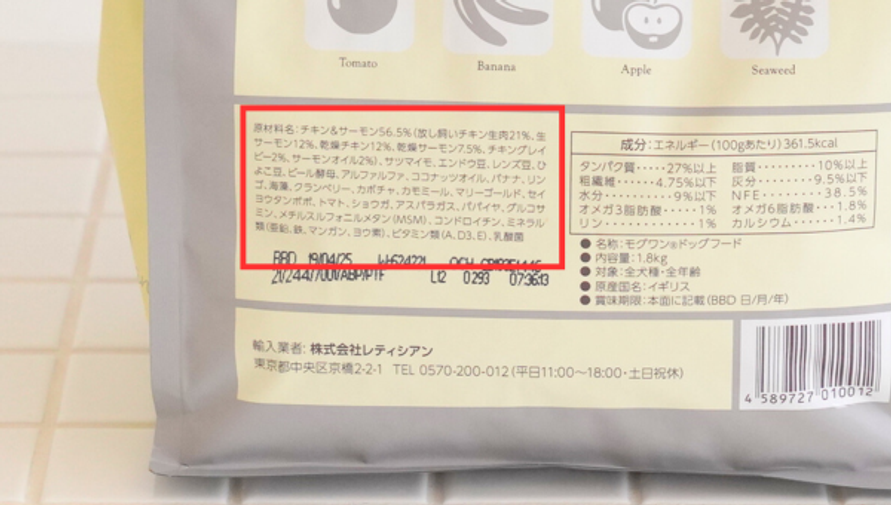 Tomato
Banana
Apple
Seaweed
原材料名：チキン&サーモン56.5%（放し飼いチキン生肉21%、生
サーモン12%、乾燥チキン12%、乾燥サーモン7.5%、チキングレイ
ビー2%、サーモンオイル2%）、サツマイモ、エンドウ豆、レンズ豆、ひ
よこ豆、ビール酵母、アルファルファ、ココナッツオイル、バナナ、リン
ゴ、海藻、クランベリー、カボチャ、カモミール、マリーゴールド、セイ
ヨウタンポポ、トマト、ショウガ、アスパラガス、パパイヤ、グルコサ
ミン、メチルスルフォニルメタン（MSM）、コンドロイチン、ミネラル
類（亜鉛、鉄、マンガン、ヨウ素）、ビタミン類（A、D3、E）、乳酸菌
BBD 19/04/25
L12 0293 07:36:13
成分：エネルギー（100gあたり）361.5kcal
タンパク質‥‥27%以上 脂質‥‥‥‥10%以上
粗繊維‥‥‥4.75%以下 灰分‥‥‥‥9.5%以下
水分‥‥‥‥‥9%以下 NFE‥‥‥‥38.5%
オメガ3脂肪酸‥‥‥1% オメガ6脂肪酸‥‥1.8%
リン‥‥‥‥‥‥1% カルシウム‥‥‥1.4%
●名称：モグワン®ドッグフード
●内容量：1.8kg
●対象：全犬種・全年齢
●原産国名：イギリス
●賞味期限：本面に記載（BBD 日/月/年）
輸入業者：株式会社レティシアン
東京都中央区京橋2-2-1 TEL 0570-200-012（平日11:00〜18:00・土日祝休）
4 589727 010012